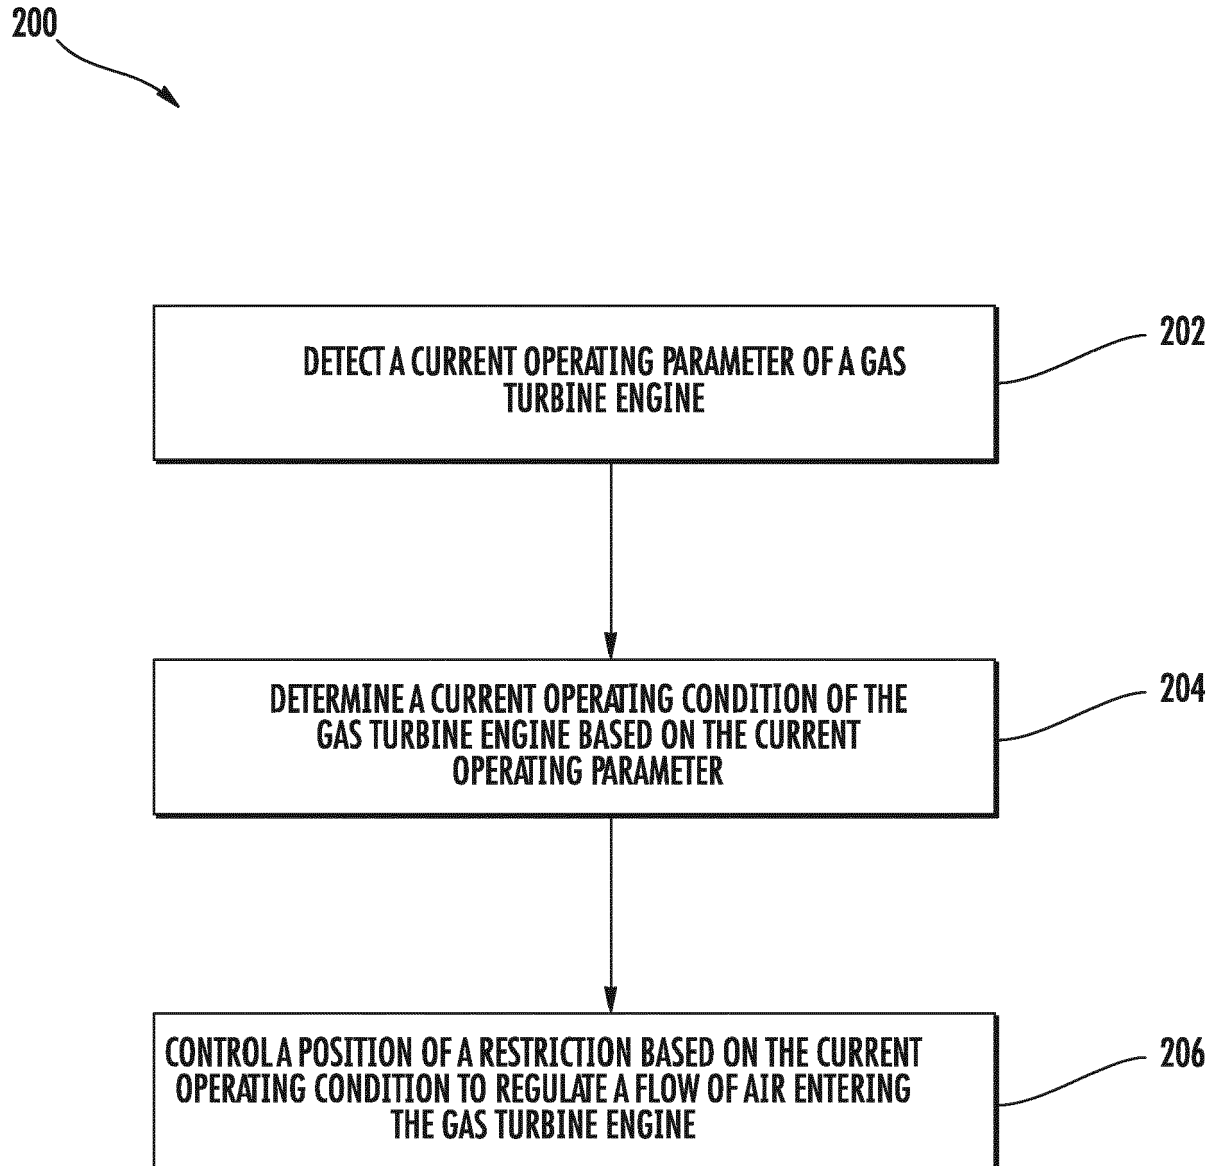 200
DETECT A CURRENT OPERATING PARAMETER OF A GAS
TURBINE ENGINE
202
DETERMINE A CURRENT OPERATING CONDITION OF THE
GAS TURBINE ENGINE BASED ON THE CURRENT
OPERATING PARAMETER
204
CONTROL A POSITION OF A RESTRICTION BASED ON THE CURRENT
OPERATING CONDITION TO REGULATE A FLOW OF AIR ENTERING
THE GAS TURBINE ENGINE
206